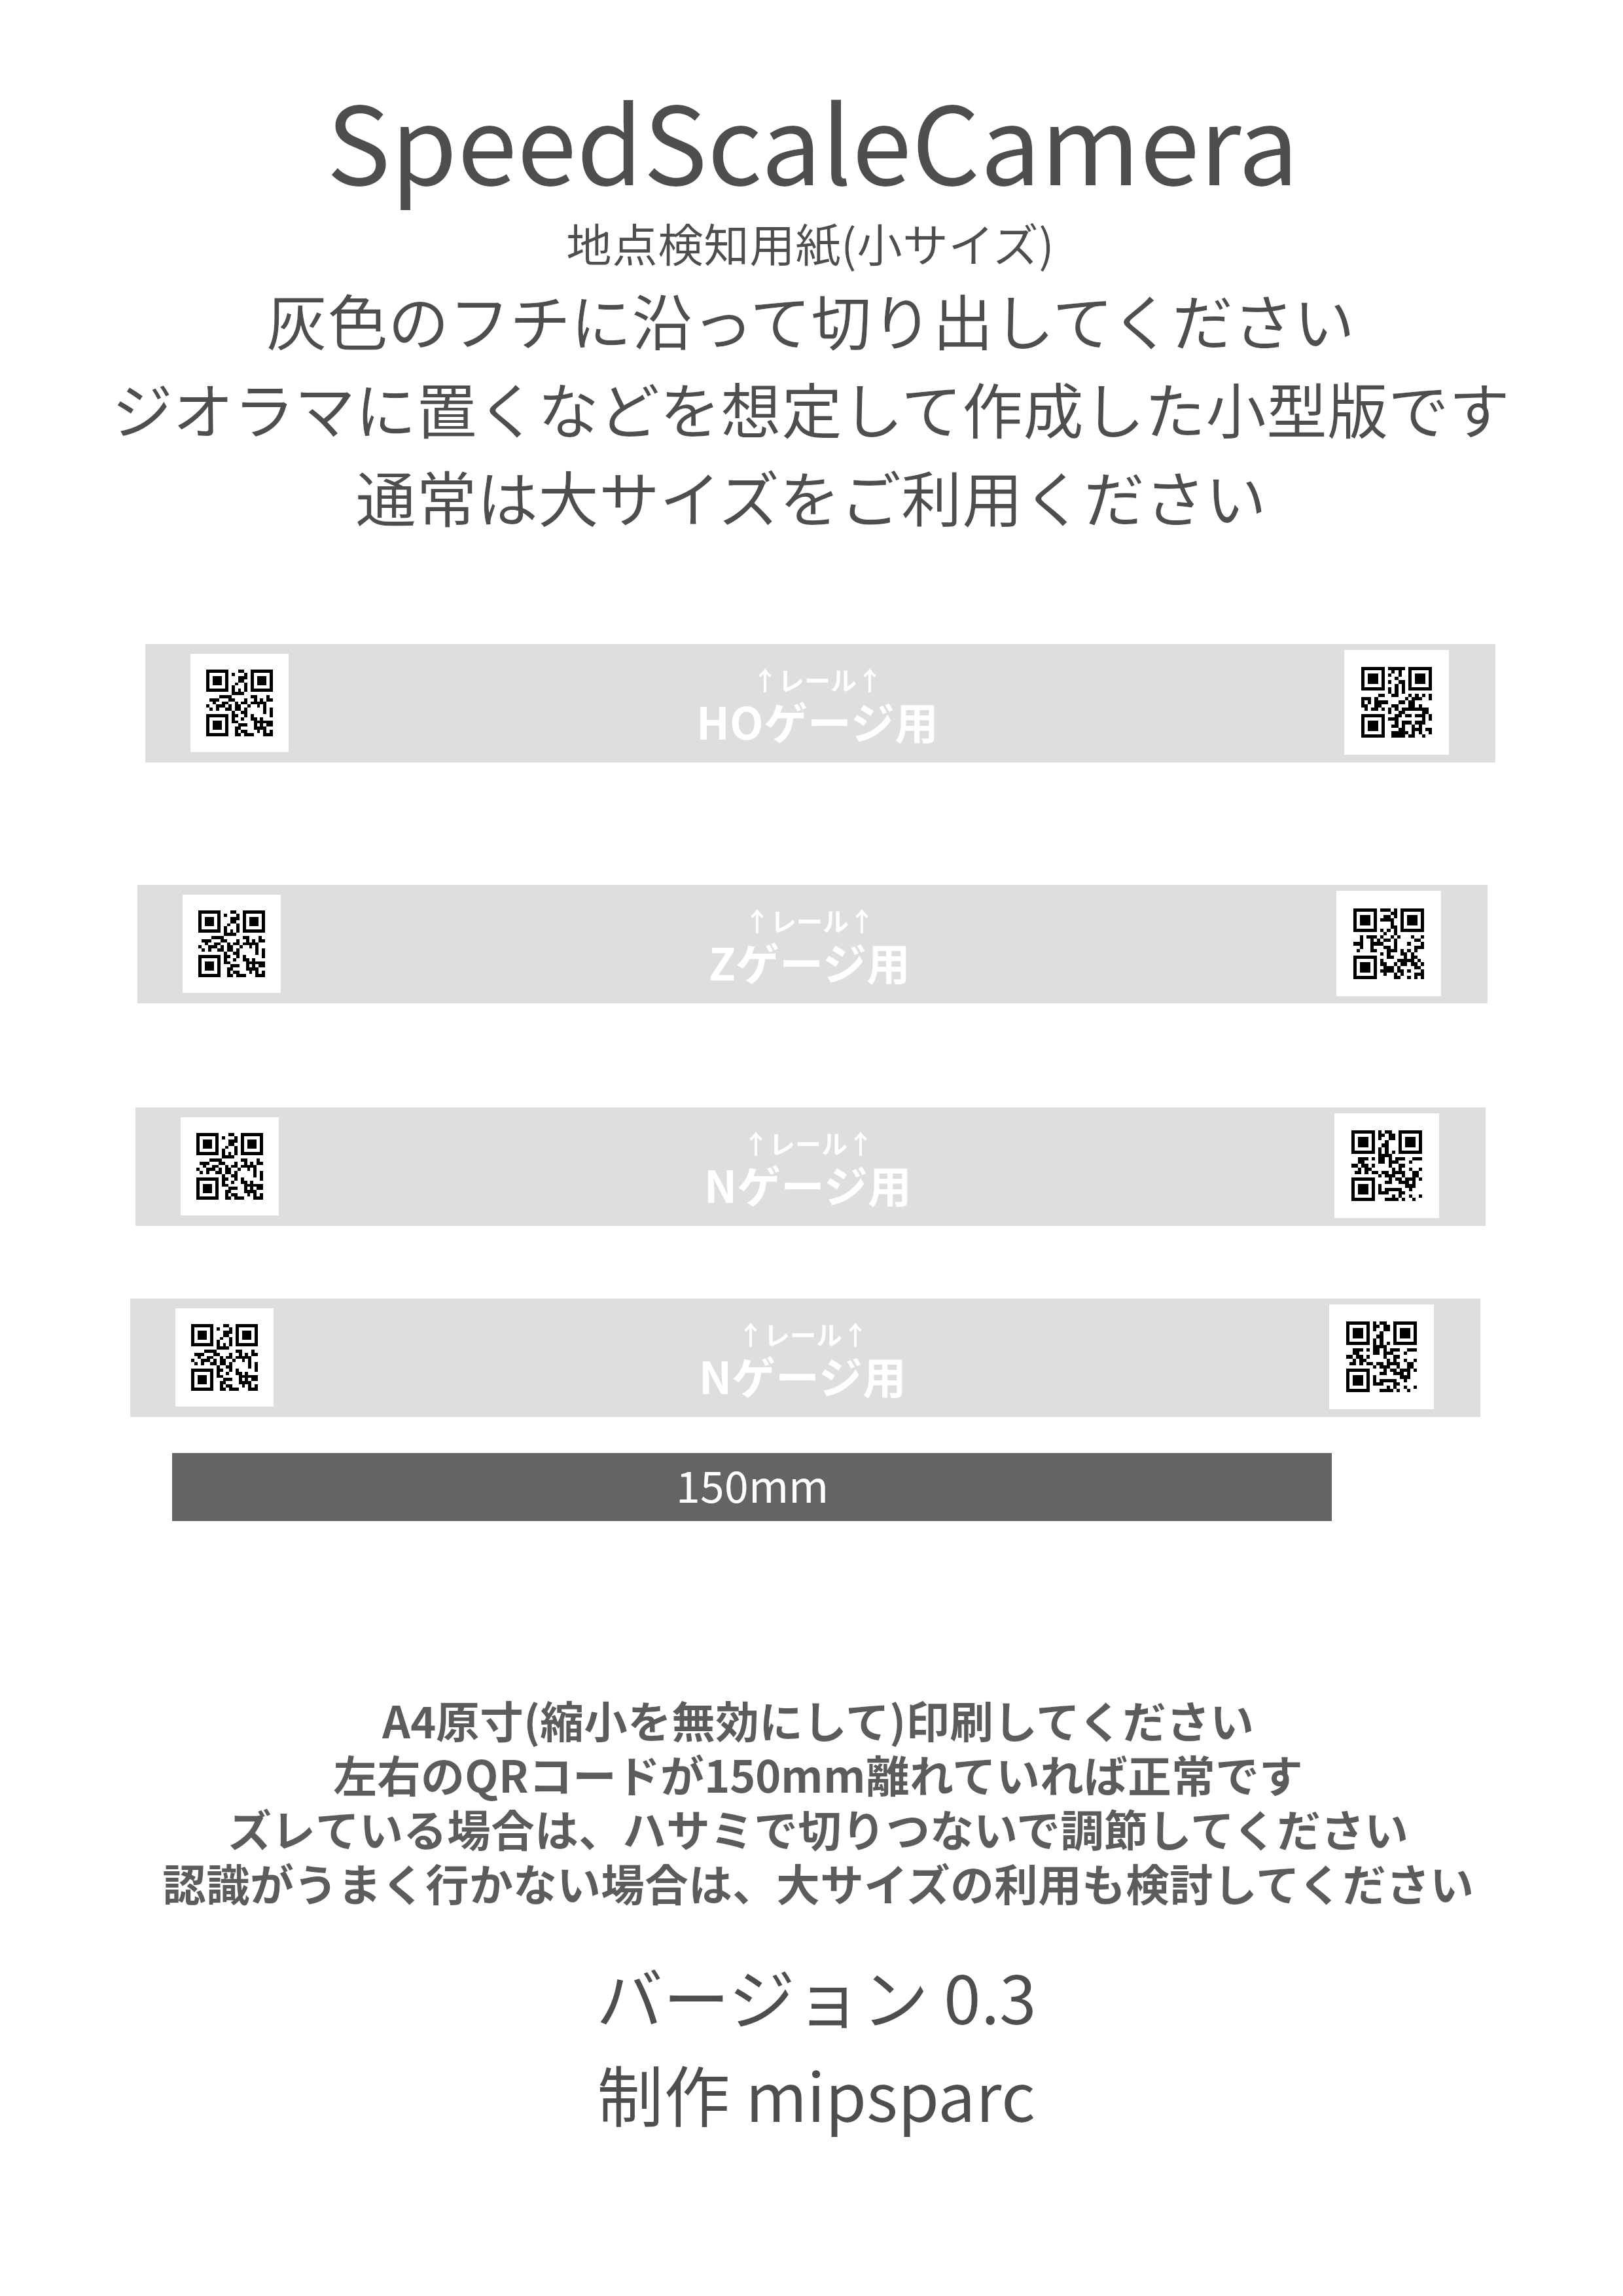 SpeedScaleCamera
地点検知用紙(小サイズ)
灰色のフチに沿って切り出してください
ジオラマに置くなどを想定して作成した小型版です
通常は大サイズをご利用ください
↑レール↑
HOゲージ用
↑レール↑
Zゲージ用
↑レール↑
Nゲージ用
↑レール↑
Nゲージ用
150mm
A4原寸(縮小を無効にして)印刷してください
左右のQRコードが150mm離れていれば正常です
ズレている場合は、ハサミで切りつないで調節してください
認識がうまく行かない場合は、大サイズの利用も検討してください
バージョン 0.3
制作 mipsparc